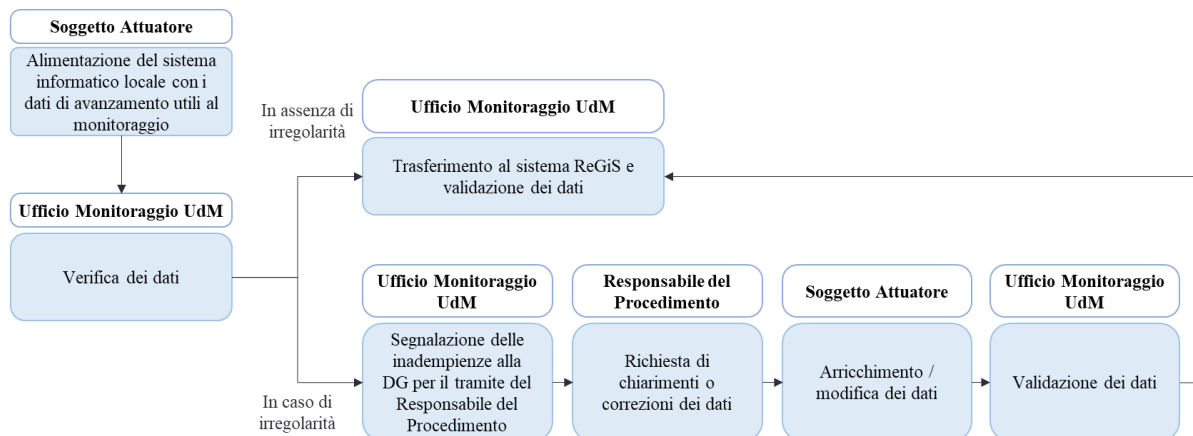 Soggetto Attuatore
Alimentazione del sistema
informatico locale con i
dati di avanzamento utili al
monitoraggio
Ufficio Monitoraggio UdM
Verifica dei dati
In assenza di
irregolarità
Ufficio Monitoraggio UdM
Trasferimento al sistema ReGiS e
validazione dei dati
In caso di
irregolarità
Ufficio Monitoraggio
UdM
Segnalazione delle
inadempienze alla
DG per il tramite del
Responsabile del
Procedimento
Responsabile del
Procedimento
Richiesta di
chiarimenti o
correzioni dei dati
Soggetto Attuatore
Arricchimento /
modifica dei dati
Ufficio Monitoraggio
UdM
Validazione dei dati